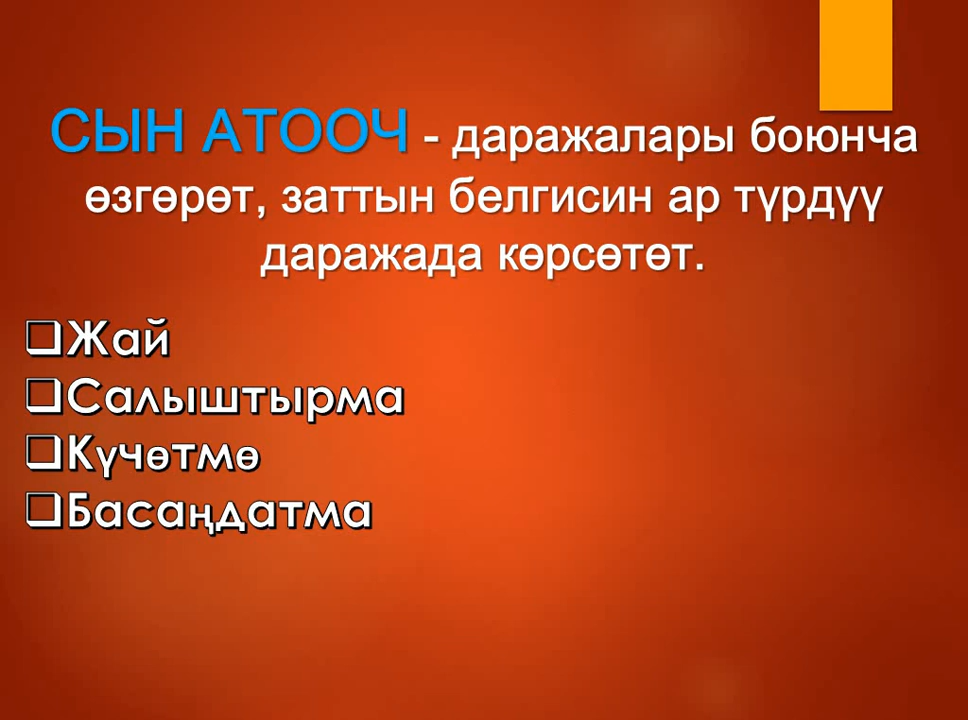 СЫН АТООЧ - даражалары боюнча
өзгөрөт, заттын белгисин ар түрдүү
даражада көрсөтөт.
Жай
Салыштырма
Күчөтмө
Басаңдатма